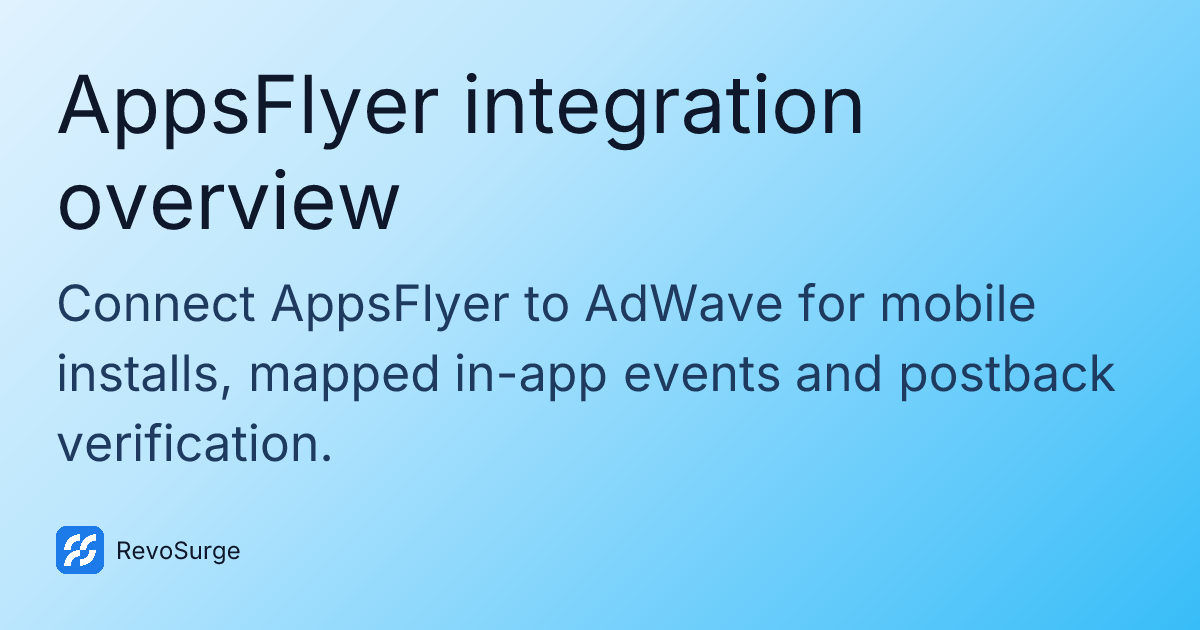 AppsFlyer integration
overview
Connect AppsFlyer to AdWave for mobile
installs, mapped in-app events and postback
verification.
RevoSurge